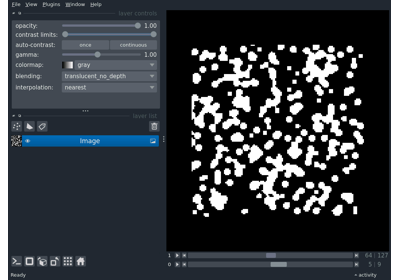 File View Plugins Window Help
layer controls
opacity: 1.00
contrast limits:
auto-contrast: once continuous
gamma: 1.00
colormap: gray
blending: translucent_no_depth
interpolation: nearest
layer list
Image
1 64 127
0 5 9
Ready activity